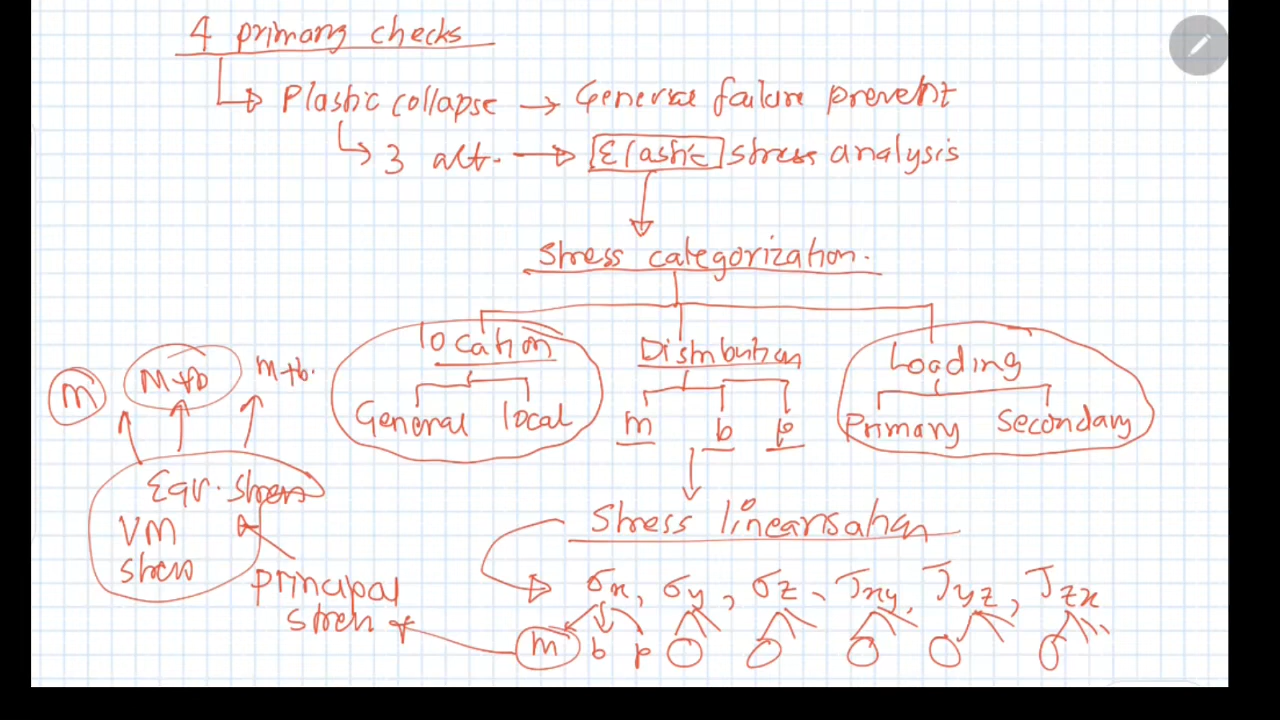 4 primary checks
Plastic collapse → General failure prevent
3 alt. → Elastic stress analysis
Stress categorization.
location Distribution Loading
General local m b p Primary Secondary
m M+b m+b.
Eqv. stress
VM
stress
Stress linearisation
principal
stress
σx, σy, σz, τxy, τyz, τzx
m b p